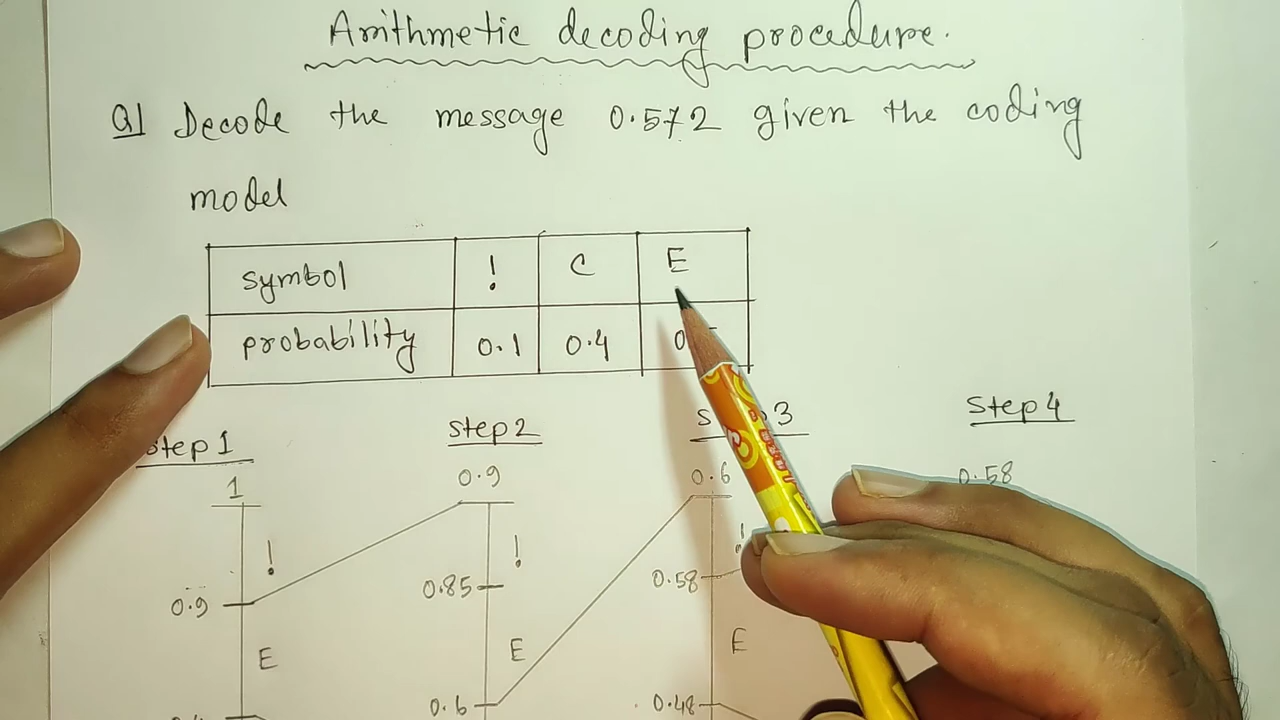 Arithmetic decoding procedure.
Q1 Decode the message 0.572 given the coding
model
symbol ! C E
probability 0.1 0.4
Step 2
Step 4
step 1
3
1
0.9
0.6
0.58
!
!
!
0.9
0.85
0.58
E
E
E
0.6
0.48